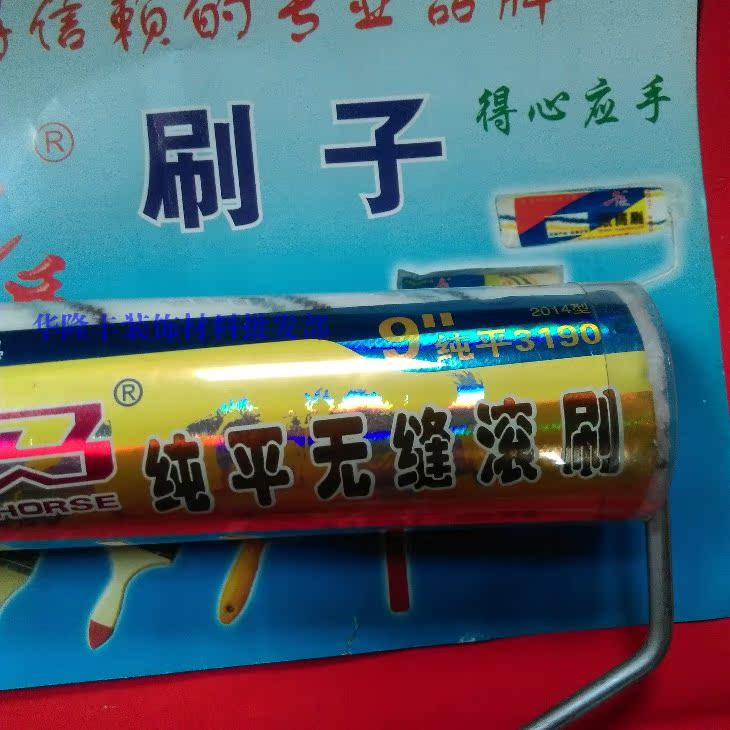 信赖的专业品牌
®
刷子
得心应手
华隆丰装饰材料批发部
9"
2014型
纯平3190
®
HORSE
纯平无缝滚刷